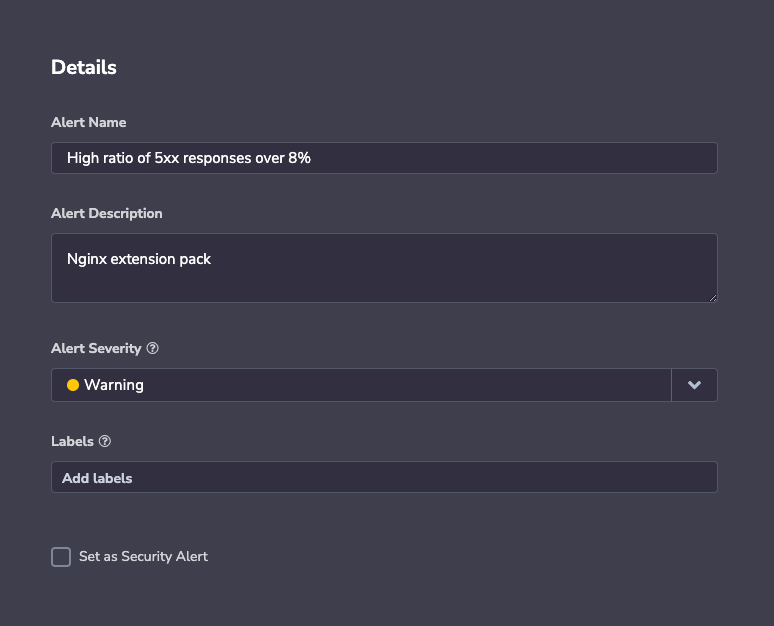 Details
Alert Name
High ratio of 5xx responses over 8%
Alert Description
Nginx extension pack
Alert Severity
Warning
Labels
Add labels
Set as Security Alert